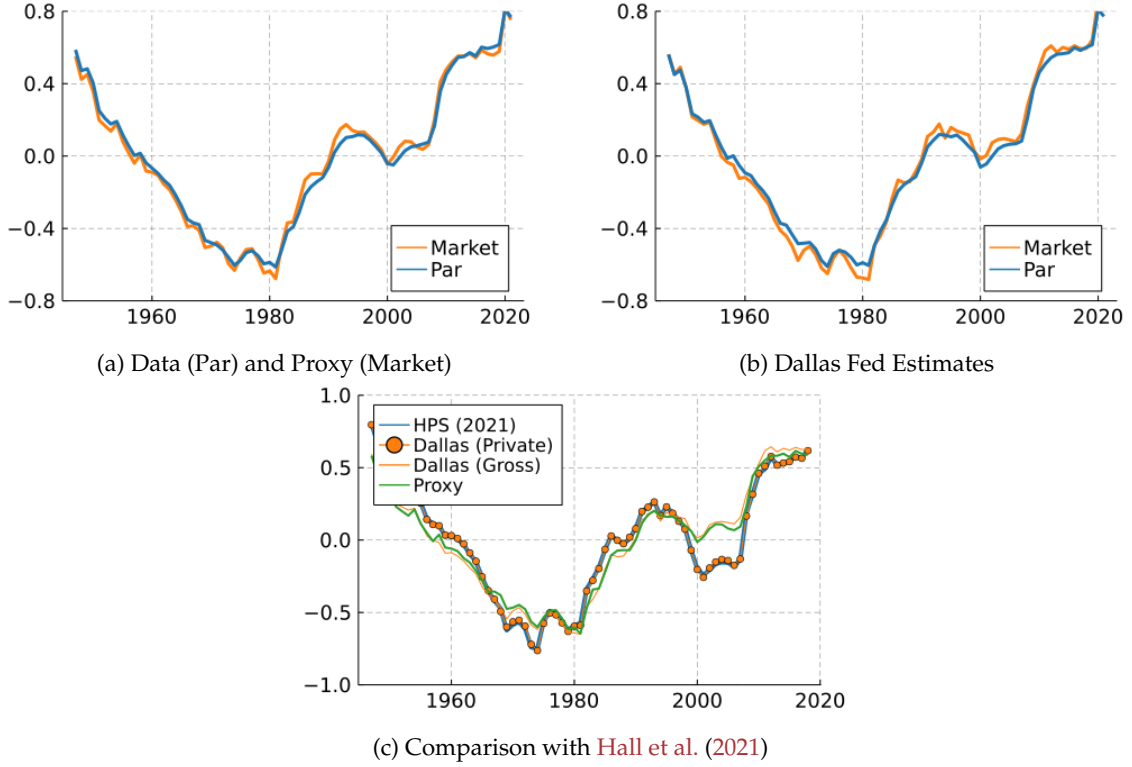 0.8
0.4
0.0
−0.4
−0.8
1960 1980 2000 2020
Market
Par
(a) Data (Par) and Proxy (Market)
0.8
0.4
0.0
−0.4
−0.8
1960 1980 2000 2020
Market
Par
(b) Dallas Fed Estimates
1.0
0.5
0.0
−0.5
−1.0
1960 1980 2000 2020
HPS (2021)
Dallas (Private)
Dallas (Gross)
Proxy
(c) Comparison with Hall et al. (2021)